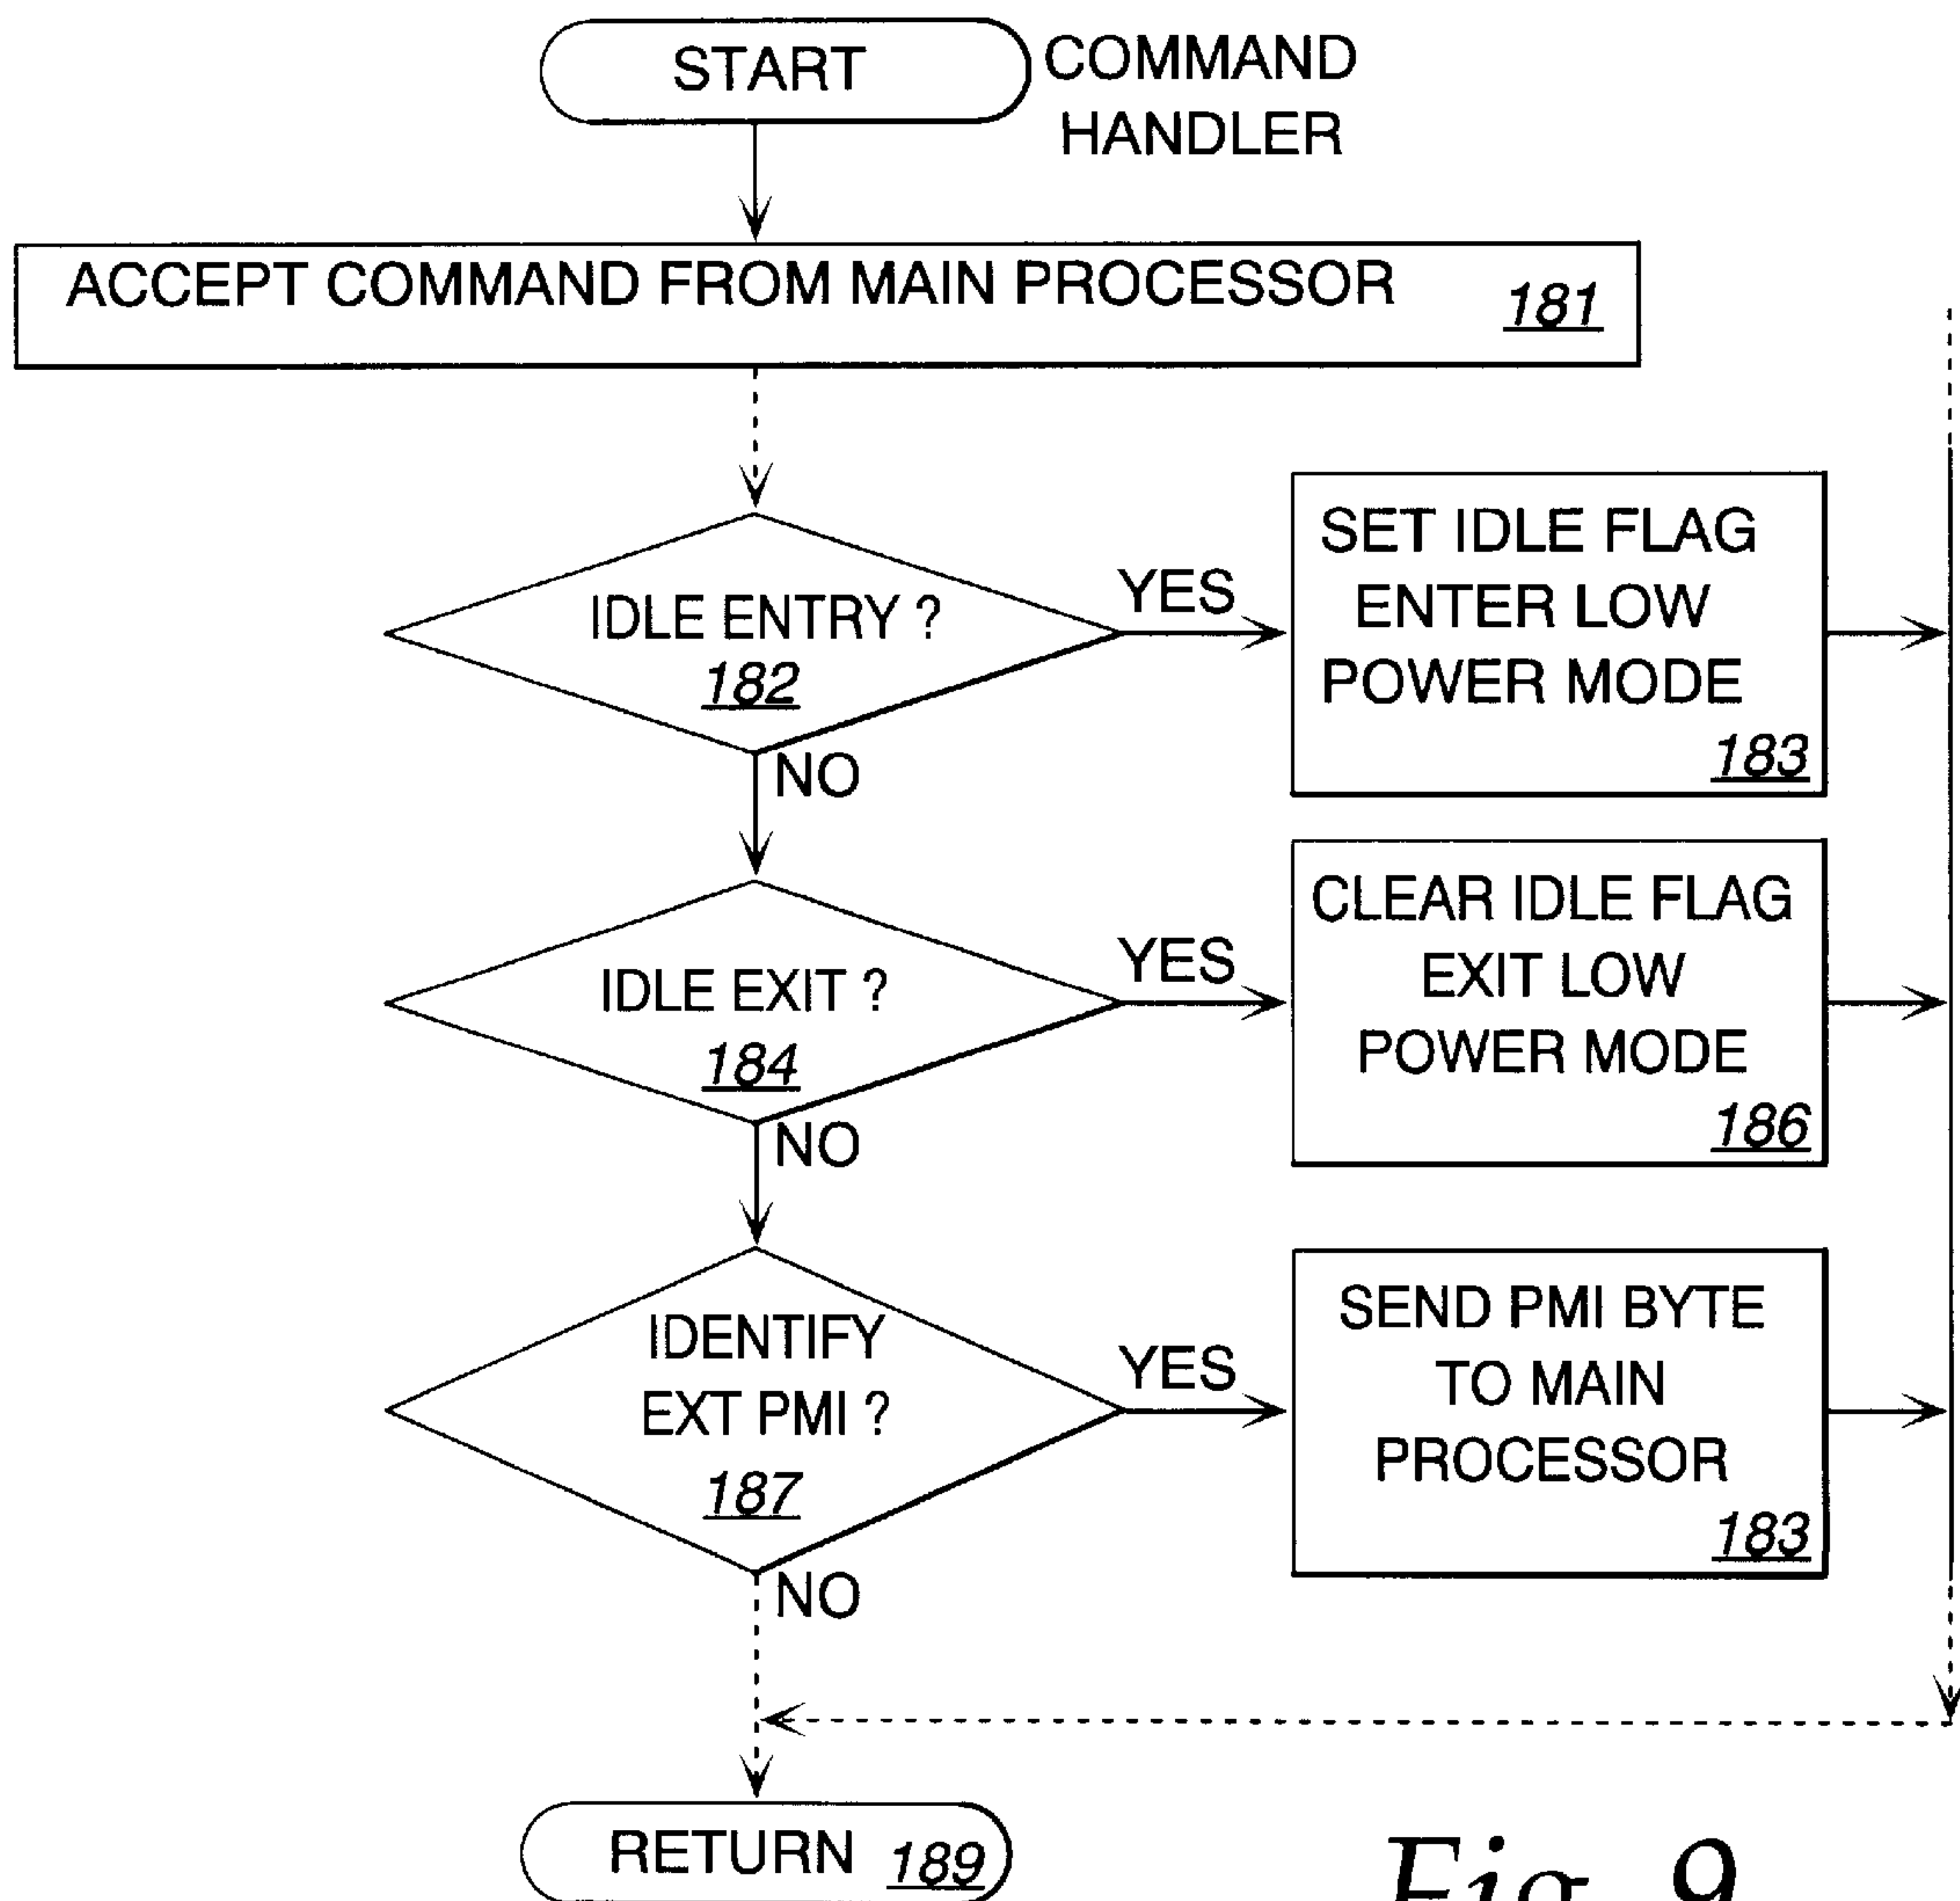 START
COMMAND
HANDLER
ACCEPT COMMAND FROM MAIN PROCESSOR
181
IDLE ENTRY ?
182
YES
SET IDLE FLAG
ENTER LOW
POWER MODE
183
NO
IDLE EXIT ?
184
YES
CLEAR IDLE FLAG
EXIT LOW
POWER MODE
186
NO
IDENTIFY
EXT PMI ?
187
YES
SEND PMI BYTE
TO MAIN
PROCESSOR
183
NO
RETURN 189
Fig. 9